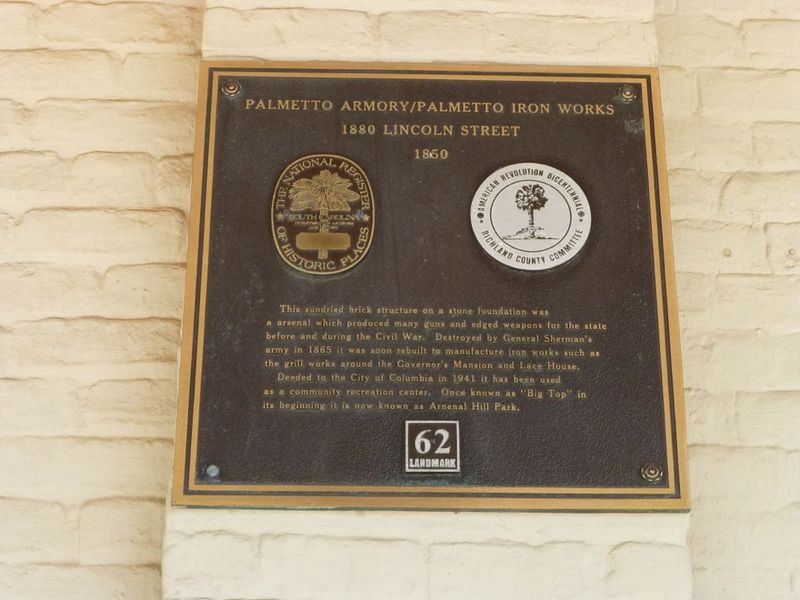 PALMETTO ARMORY/PALMETTO IRON WORKS
1880 LINCOLN STREET
1850
THE NATIONAL REGISTER
SOUTH CAROLINA
OF HISTORIC PLACES
AMERICAN REVOLUTION BICENTENNIAL
RICHLAND COUNTY COMMITTEE
This sundried brick structure on a stone foundation was
a arsenal which produced many guns and edged weapons for the state
before and during the Civil War. Destroyed by General Sherman's
army in 1865 it was soon rebuilt to manufacture iron works such as
the grill works around the Governor's Mansion and Lace House.
Deeded to the City of Columbia in 1941 it has been used
as a community recreation center. Once known as "Big Top" in
its beginning it is now known as Arsenal Hill Park.
62
LANDMARK